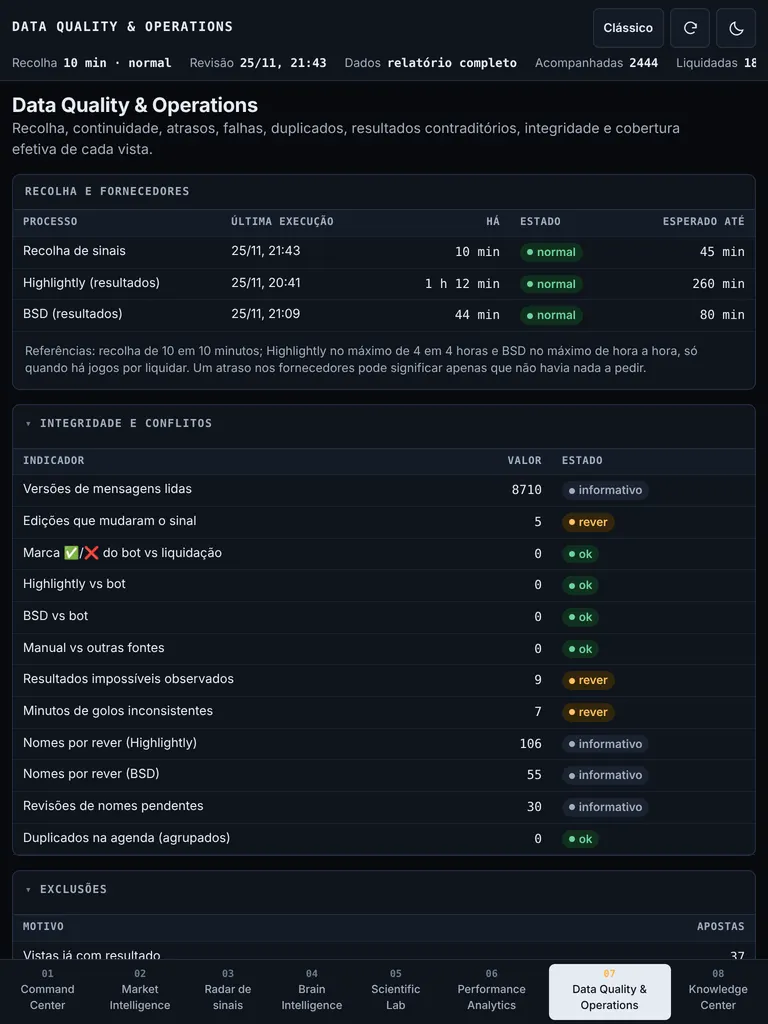 DATA QUALITY & OPERATIONS
Clássico
Recolha 10 min · normal Revisão 25/11, 21:43 Dados relatório completo Acompanhadas 2444 Liquidadas 18
Data Quality & Operations
Recolha, continuidade, atrasos, falhas, duplicados, resultados contraditórios, integridade e cobertura
efetiva de cada vista.
RECOLHA E FORNECEDORES
PROCESSO ÚLTIMA EXECUÇÃO HÁ ESTADO ESPERADO ATÉ
Recolha de sinais 25/11, 21:43 10 min normal 45 min
Highlightly (resultados) 25/11, 20:41 1 h 12 min normal 260 min
BSD (resultados) 25/11, 21:09 44 min normal 80 min
Referências: recolha de 10 em 10 minutos; Highlightly no máximo de 4 em 4 horas e BSD no máximo de hora a hora, só
quando há jogos por liquidar. Um atraso nos fornecedores pode significar apenas que não havia nada a pedir.
▾ INTEGRIDADE E CONFLITOS
INDICADOR VALOR ESTADO
Versões de mensagens lidas 8710 informativo
Edições que mudaram o sinal 5 rever
Marca ✅/❌ do bot vs liquidação 0 ok
Highlightly vs bot 0 ok
BSD vs bot 0 ok
Manual vs outras fontes 0 ok
Resultados impossíveis observados 9 rever
Minutos de golos inconsistentes 7 rever
Nomes por rever (Highlightly) 106 informativo
Nomes por rever (BSD) 55 informativo
Revisões de nomes pendentes 30 informativo
Duplicados na agenda (agrupados) 0 ok
▾ EXCLUSÕES
MOTIVO APOSTAS
Vistas já com resultado 37
01 02 03 04 05 06 07 08
Command Market Radar de Brain Scientific Performance Data Quality & Knowledge
Center Intelligence sinais Intelligence Lab Analytics Operations Center